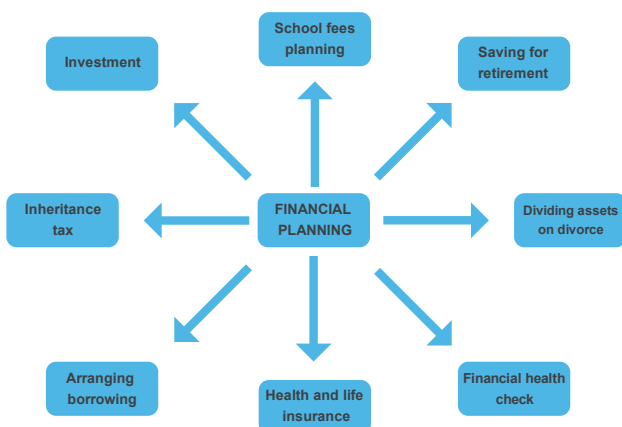 School fees
planning
Investment
Saving for
retirement
Inheritance
tax
FINANCIAL
PLANNING
Dividing assets
on divorce
Arranging
borrowing
Health and life
insurance
Financial health
check